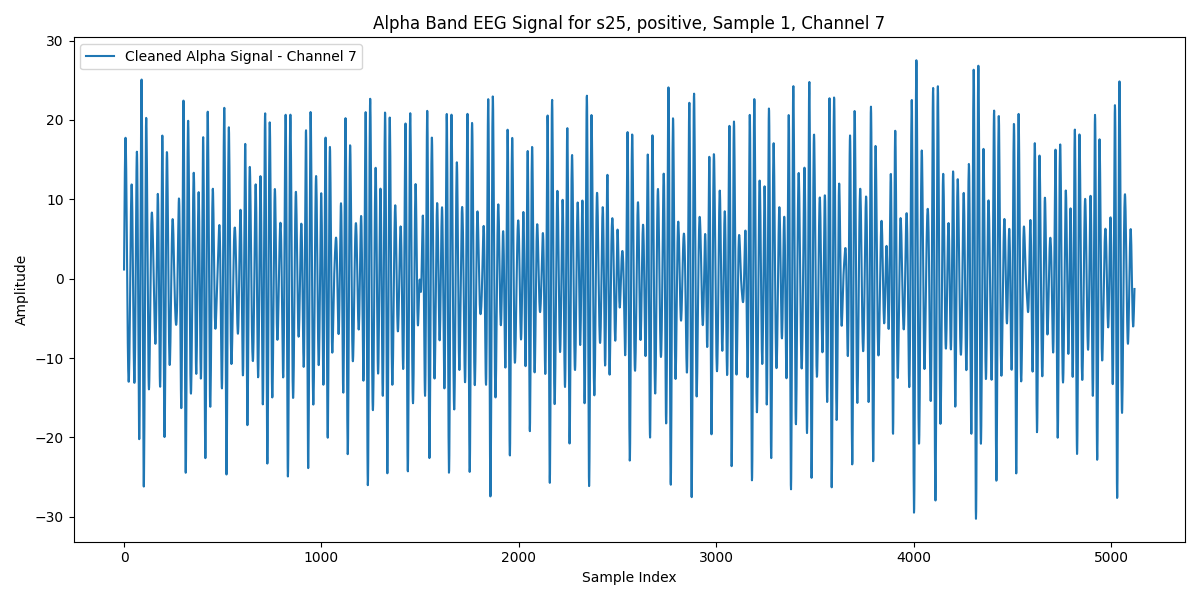 Alpha Band EEG Signal for s25, positive, Sample 1, Channel 7
Cleaned Alpha Signal - Channel 7
Amplitude
30
20
10
0
−10
−20
−30
0 1000 2000 3000 4000 5000
Sample Index